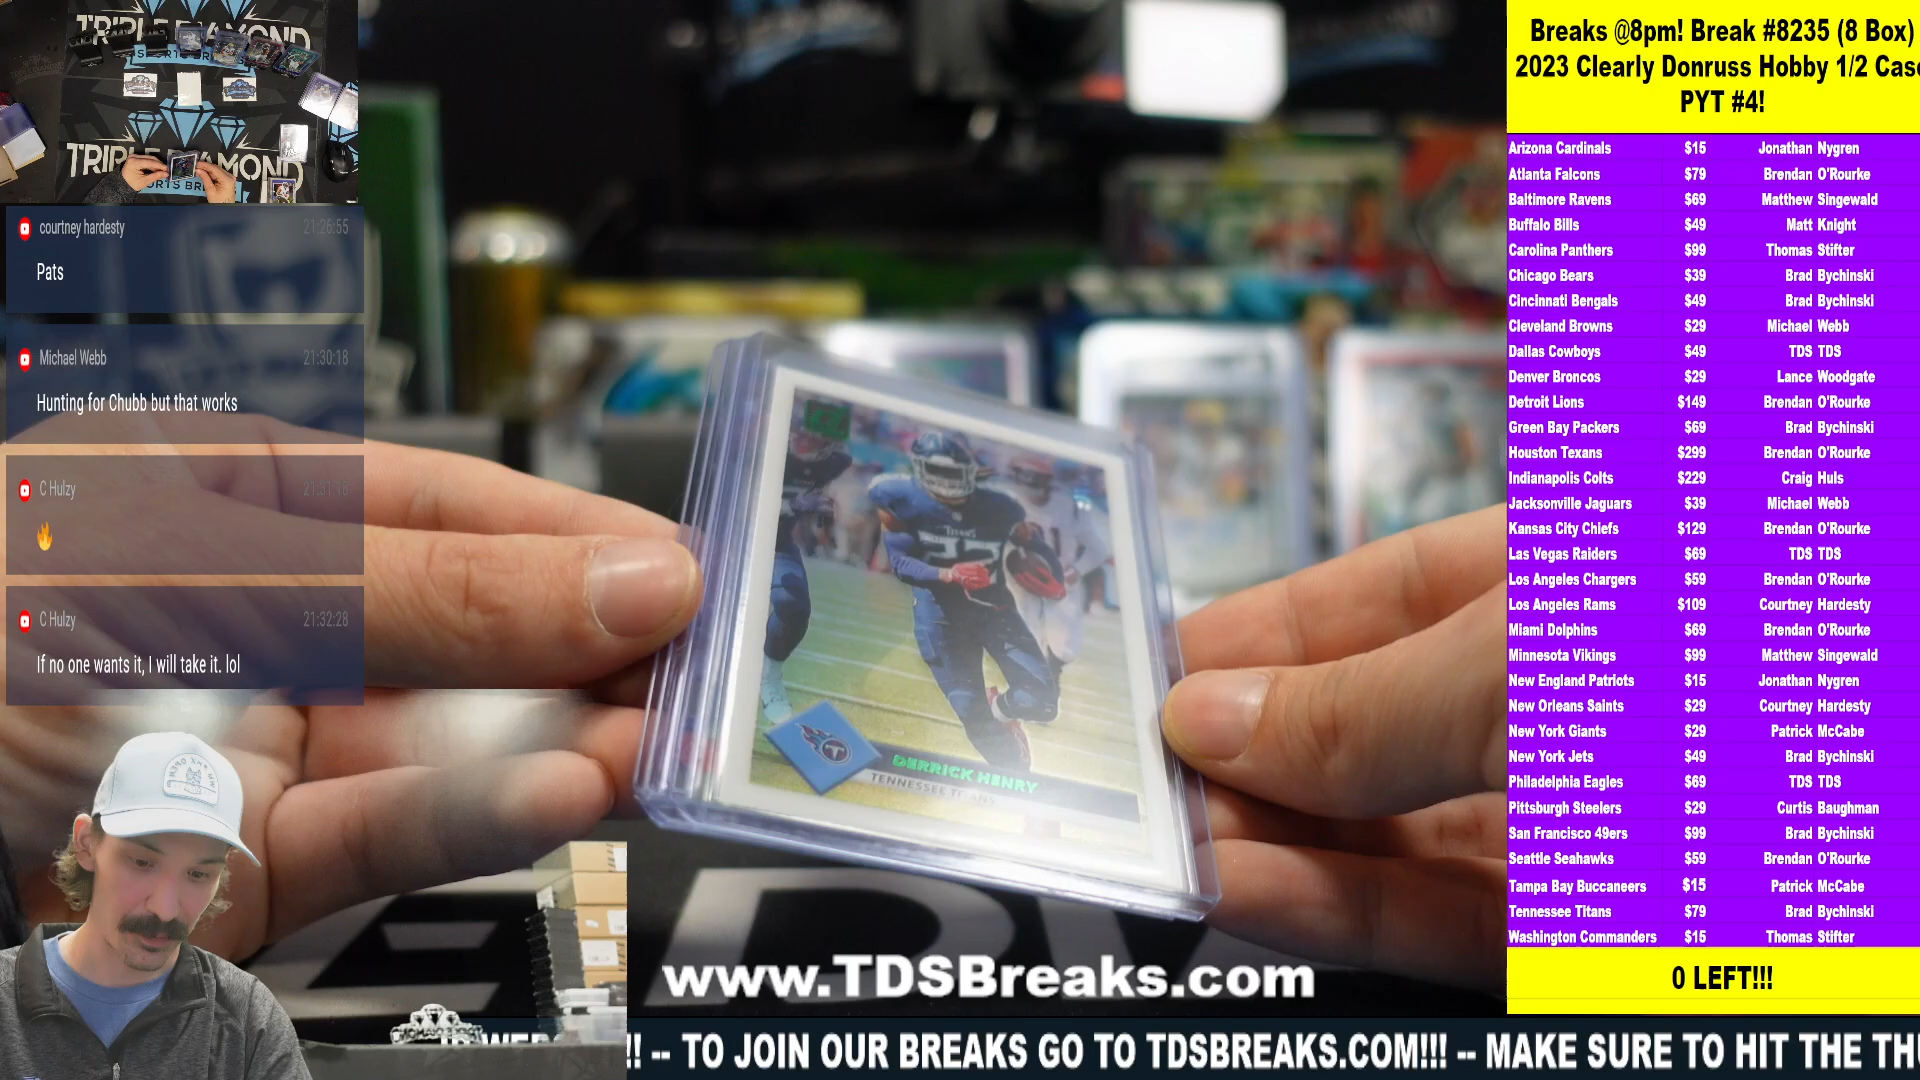 TRIPLE DIAMOND
TRIPLE DIAMOND
courtney hardesty 21:26:55
Pats
Michael Webb 21:30:18
Hunting for Chubb but that works
C Hulzy 21:31:18
🔥
C Hulzy 21:32:28
If no one wants it, I will take it. lol
TITANS
22
DERRICK HENRY
TENNESSEE TITANS
www.TDSBreaks.com
!! -- TO JOIN OUR BREAKS GO TO TDSBREAKS.COM!!! -- MAKE SURE TO HIT THE THU
Breaks @8pm! Break #8235 (8 Box)
2023 Clearly Donruss Hobby 1/2 Case
PYT #4!
Arizona Cardinals $15 Jonathan Nygren
Atlanta Falcons $79 Brendan O'Rourke
Baltimore Ravens $69 Matthew Singewald
Buffalo Bills $49 Matt Knight
Carolina Panthers $99 Thomas Stifter
Chicago Bears $39 Brad Bychinski
Cincinnati Bengals $49 Brad Bychinski
Cleveland Browns $29 Michael Webb
Dallas Cowboys $49 TDS TDS
Denver Broncos $29 Lance Woodgate
Detroit Lions $149 Brendan O'Rourke
Green Bay Packers $69 Brad Bychinski
Houston Texans $299 Brendan O'Rourke
Indianapolis Colts $229 Craig Huls
Jacksonville Jaguars $39 Michael Webb
Kansas City Chiefs $129 Brendan O'Rourke
Las Vegas Raiders $69 TDS TDS
Los Angeles Chargers $59 Brendan O'Rourke
Los Angeles Rams $109 Courtney Hardesty
Miami Dolphins $69 Brendan O'Rourke
Minnesota Vikings $99 Matthew Singewald
New England Patriots $15 Jonathan Nygren
New Orleans Saints $29 Courtney Hardesty
New York Giants $29 Patrick McCabe
New York Jets $49 Brad Bychinski
Philadelphia Eagles $69 TDS TDS
Pittsburgh Steelers $29 Curtis Baughman
San Francisco 49ers $99 Brad Bychinski
Seattle Seahawks $59 Brendan O'Rourke
Tampa Bay Buccaneers $15 Patrick McCabe
Tennessee Titans $79 Brad Bychinski
Washington Commanders $15 Thomas Stifter
0 LEFT!!!